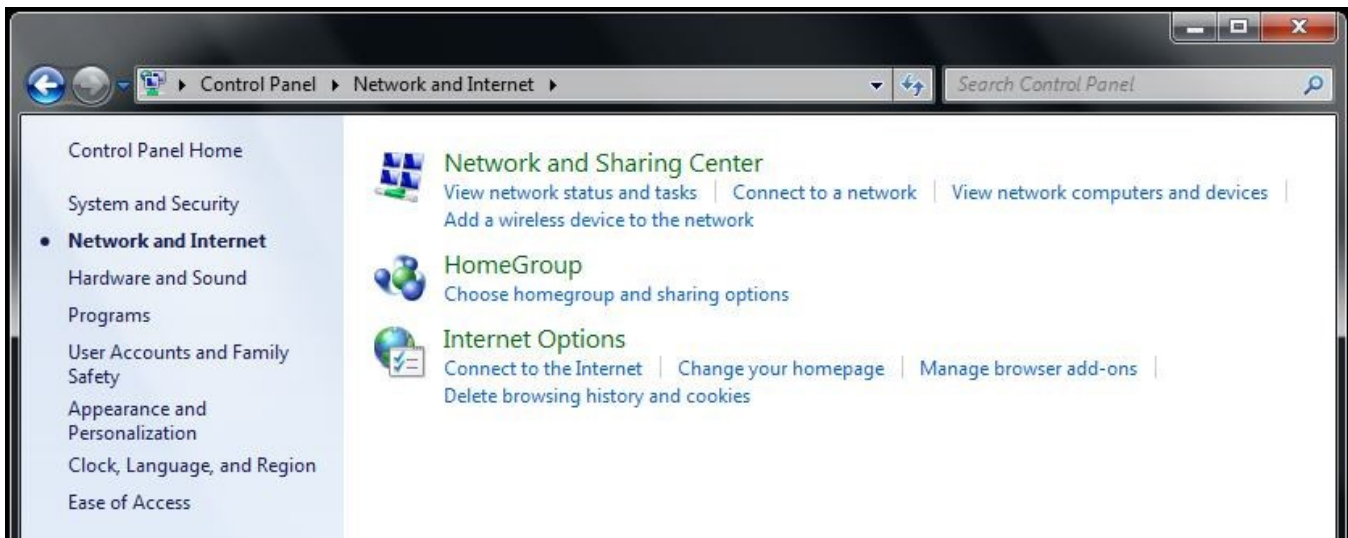 Control Panel Network and Internet
Search Control Panel
Control Panel Home
System and Security
Network and Internet
Hardware and Sound
Programs
User Accounts and Family
Safety
Appearance and
Personalization
Clock, Language, and Region
Ease of Access
Network and Sharing Center
View network status and tasks Connect to a network View network computers and devices
Add a wireless device to the network
HomeGroup
Choose homegroup and sharing options
Internet Options
Connect to the Internet Change your homepage Manage browser add-ons
Delete browsing history and cookies